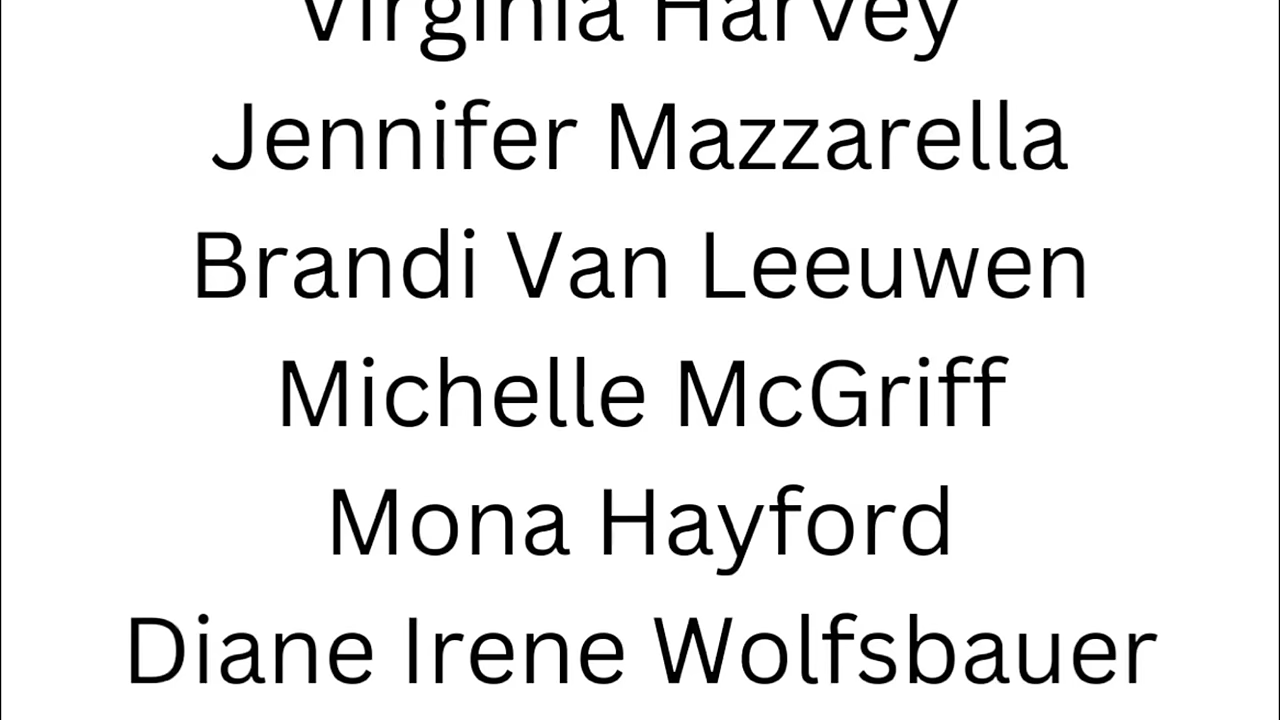 Virginia Harvey
Jennifer Mazzarella
Brandi Van Leeuwen
Michelle McGriff
Mona Hayford
Diane Irene Wolfsbauer